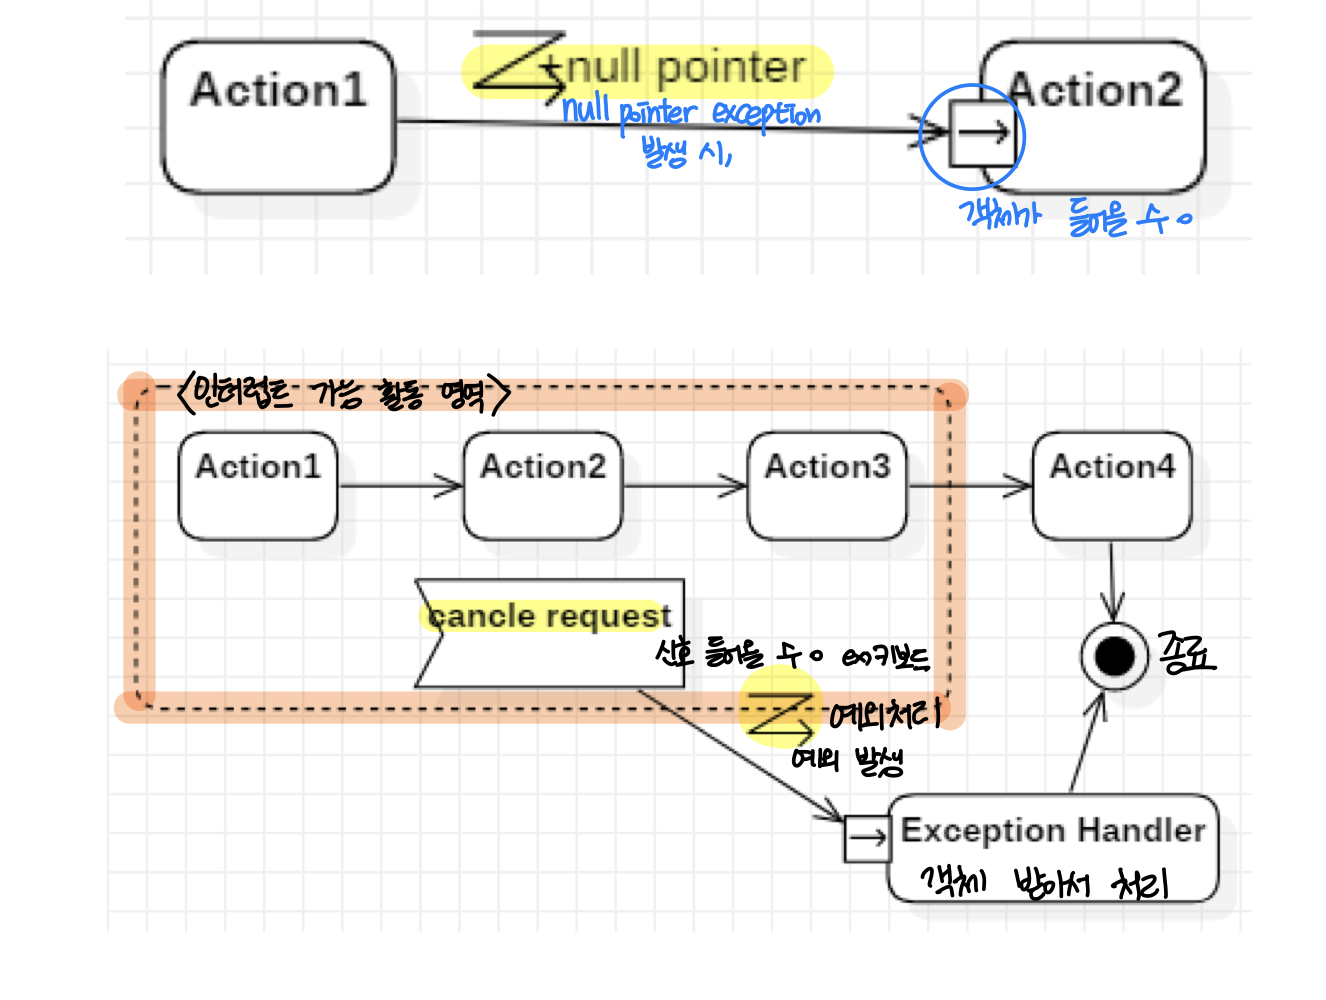 Action1
+null pointer
Action2
null pointer exception
발생 시,
객체가 들어올 수 o
<인터럽트 가능 활동 영역>
Action1
Action2
Action3
Action4
cancle request
신호 들어올 수 o ex)키보드
종료
예외처리
예외 발생
Exception Handler
객체 받아서 처리